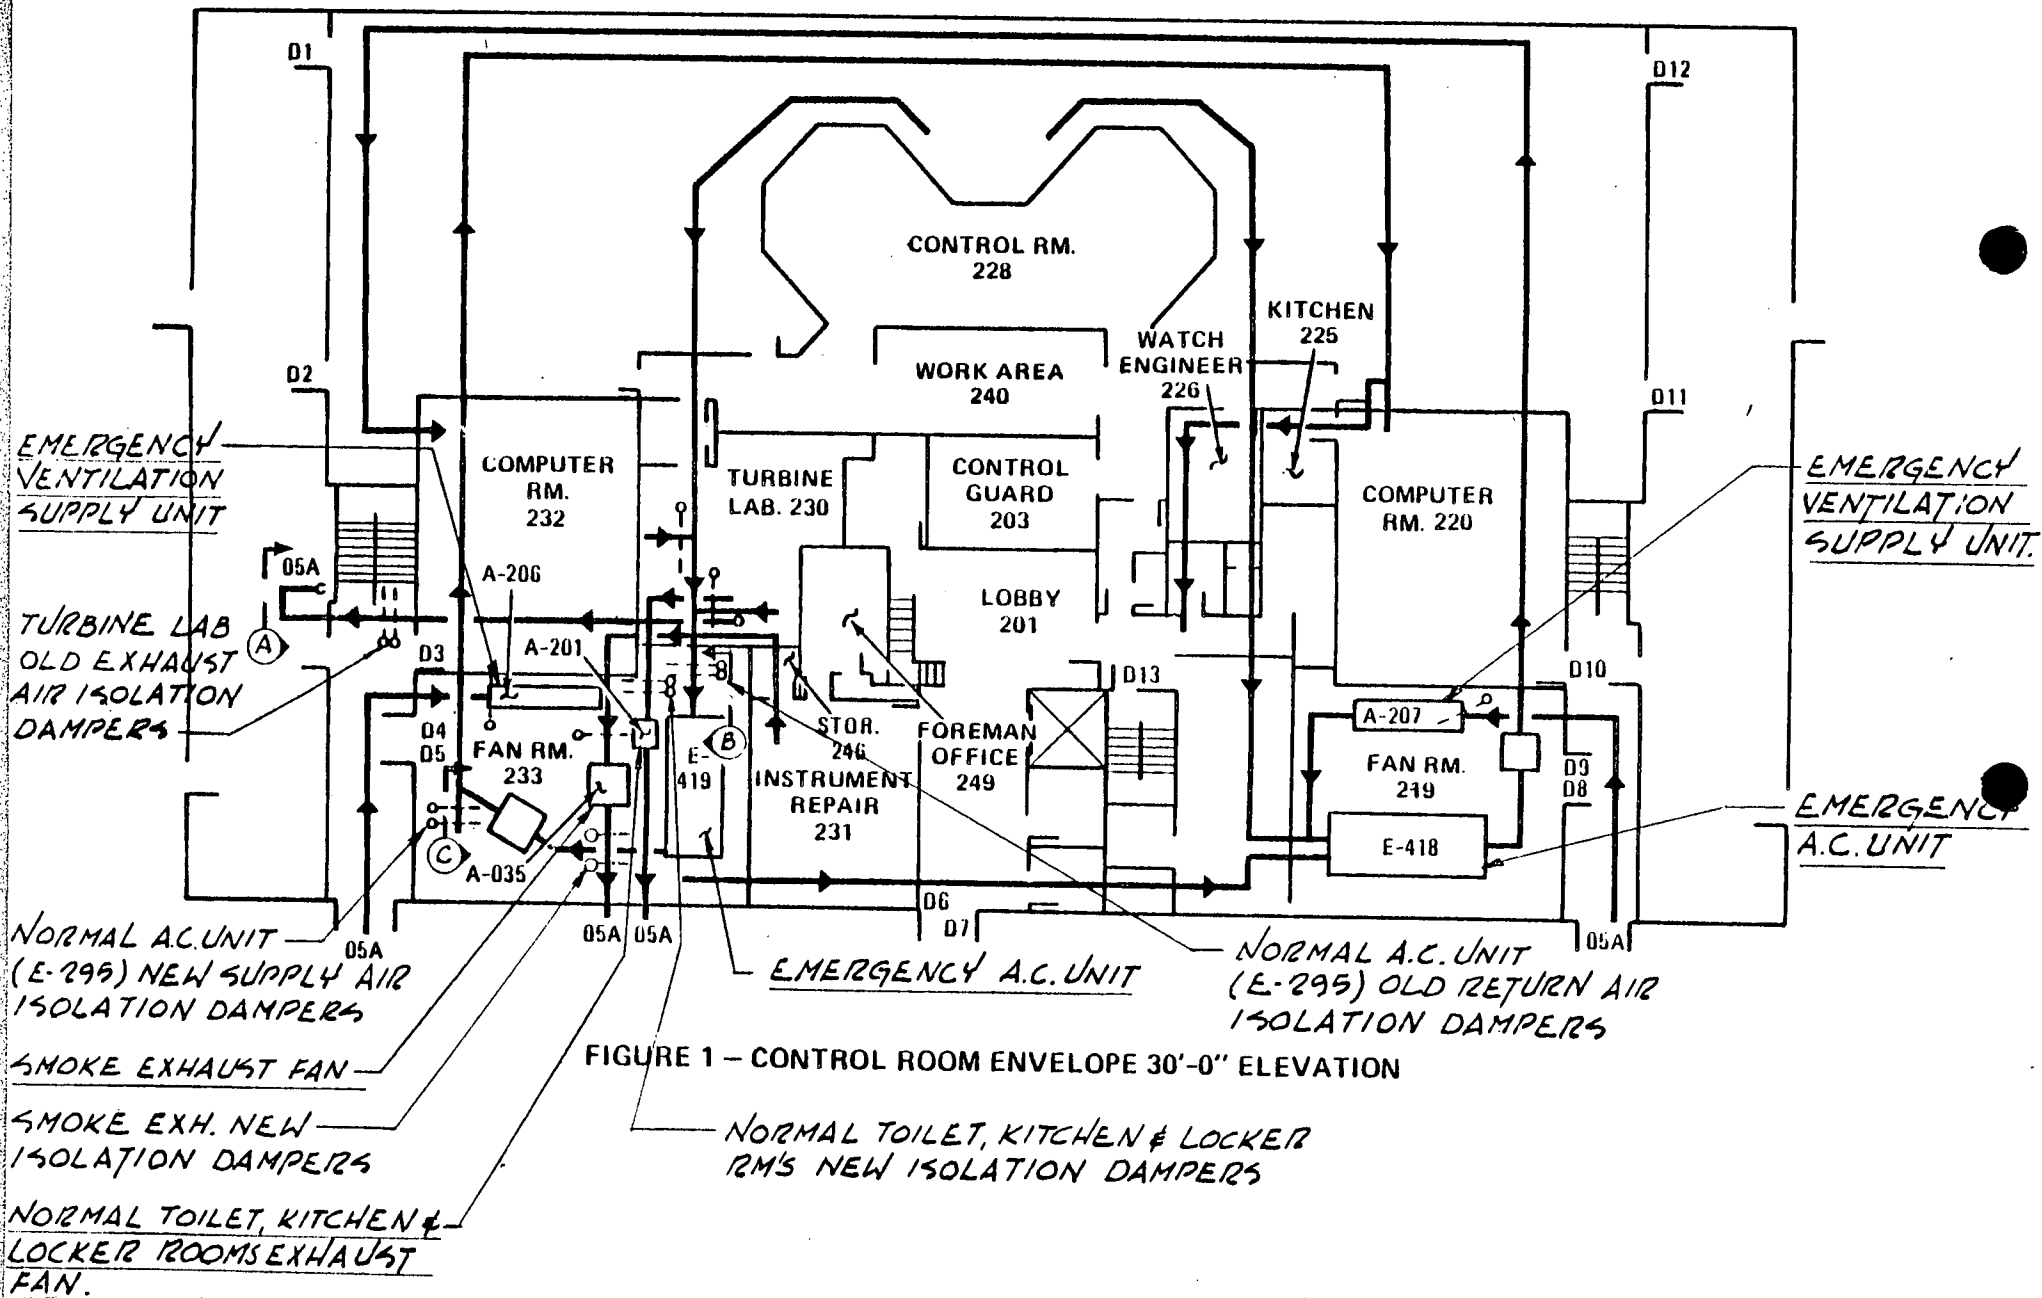 D1
D12
CONTROL RM.
228
KITCHEN
225
WATCH
ENGINEER
226
WORK AREA
240
D2
D11
EMERGENCY
VENTILATION
SUPPLY UNIT
COMPUTER
RM.
232
TURBINE
LAB. 230
CONTROL
GUARD
203
COMPUTER
RM. 220
EMERGENCY
VENTILATION
SUPPLY UNIT.
05A
A-206
LOBBY
201
TURBINE LAB
OLD EXHAUST
AIR ISOLATION
DAMPERS
A
D3
A-201
D13
D10
D4
D5
FAN RM.
233
E-
419
B
STOR.
246
INSTRUMENT
REPAIR
231
FOREMAN
OFFICE
249
A-207
FAN RM.
219
D9
D8
EMERGENCY
A.C. UNIT
E-418
C
A-035
D6
D7
05A
05A
05A
05A
NORMAL A.C. UNIT
(E-295) NEW SUPPLY AIR
ISOLATION DAMPERS
EMERGENCY A.C. UNIT
NORMAL A.C. UNIT
(E-295) OLD RETURN AIR
ISOLATION DAMPERS
FIGURE 1 – CONTROL ROOM ENVELOPE 30'-0" ELEVATION
SMOKE EXHAUST FAN
SMOKE EXH. NEW
ISOLATION DAMPERS
NORMAL TOILET, KITCHEN & LOCKER
RM'S NEW ISOLATION DAMPERS
NORMAL TOILET, KITCHEN &
LOCKER ROOMS EXHAUST
FAN.